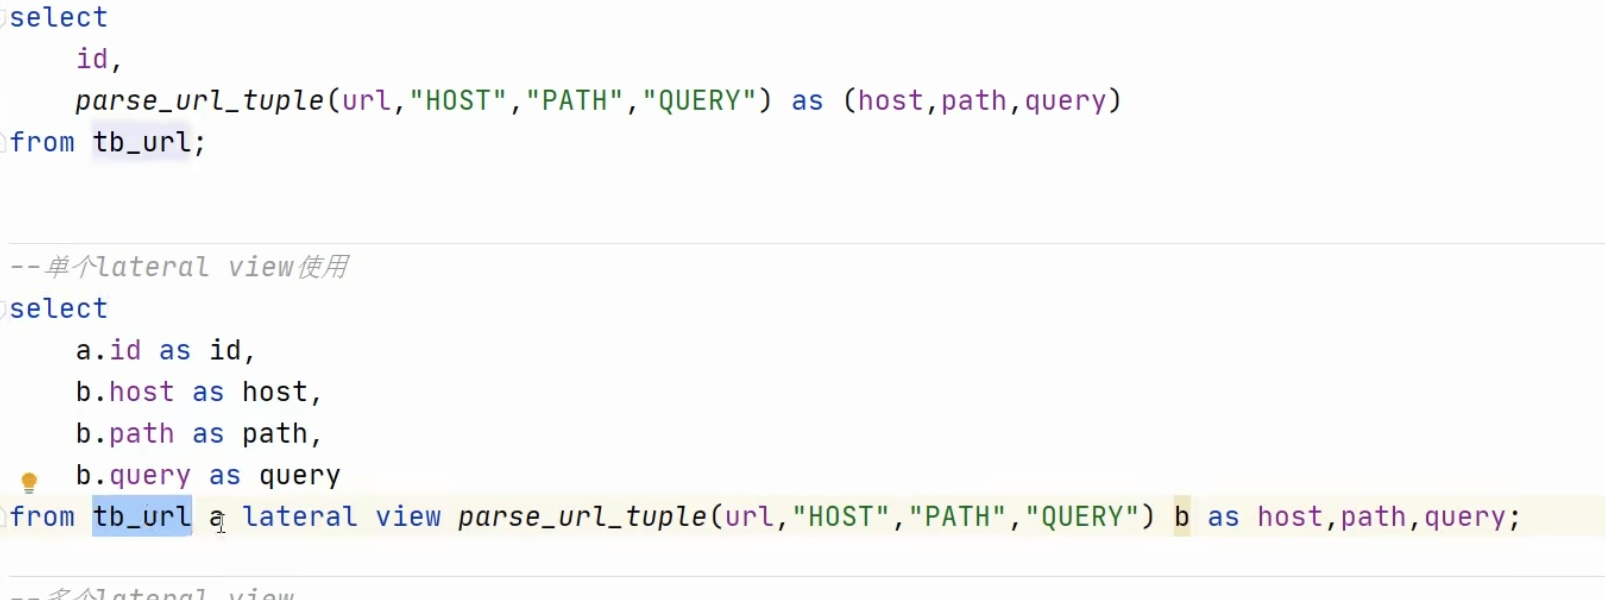 select
id,
parse_url_tuple(url,"HOST","PATH","QUERY") as (host,path,query)
from tb_url;
--单个lateral view使用
select
a.id as id,
b.host as host,
b.path as path,
b.query as query
from tb_url a lateral view parse_url_tuple(url,"HOST","PATH","QUERY") b as host,path,query;
--多个lateral view